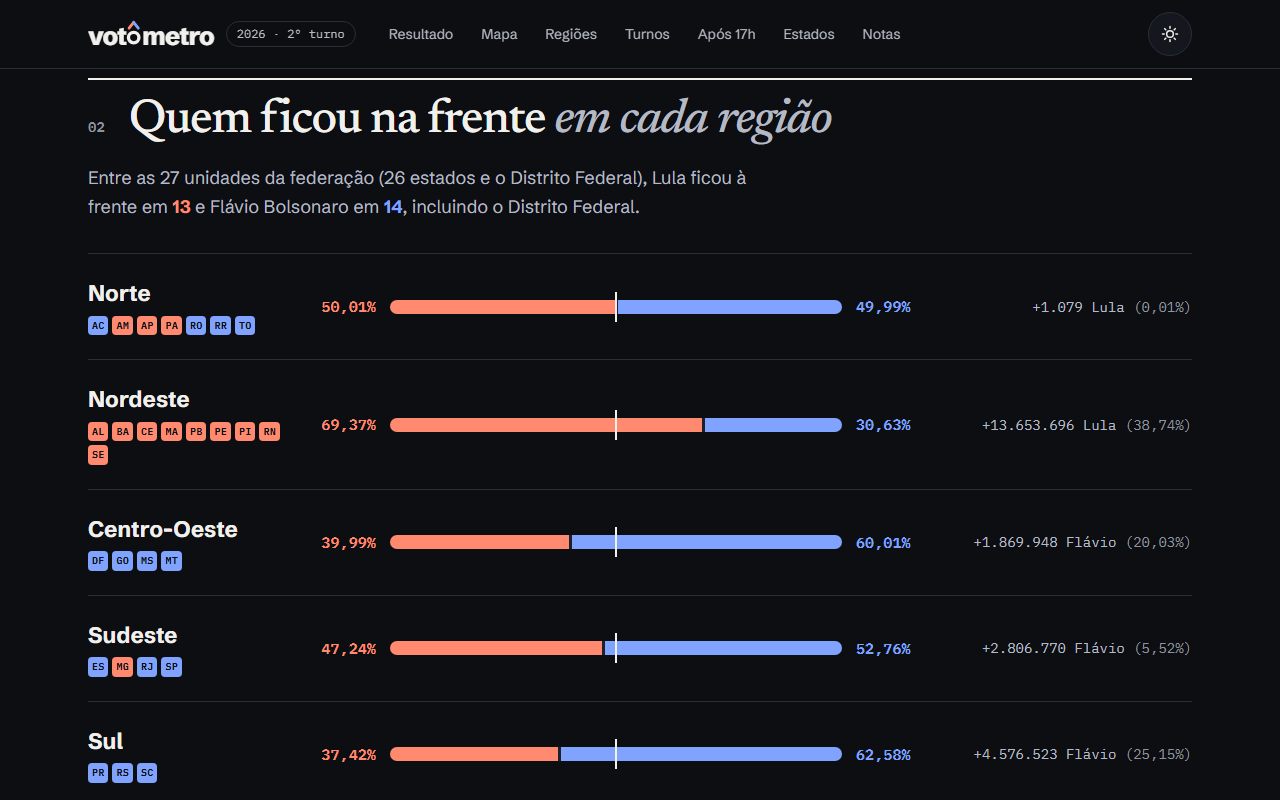 votômetro
2026 · 2º turno
Resultado
Mapa
Regiões
Turnos
Após 17h
Estados
Notas
02
Quem ficou na frente em cada região
Entre as 27 unidades da federação (26 estados e o Distrito Federal), Lula ficou à
frente em 13 e Flávio Bolsonaro em 14, incluindo o Distrito Federal.
Norte
AC AM AP PA RO RR TO
50,01%
49,99%
+1.079 Lula (0,01%)
Nordeste
AL BA CE MA PB PE PI RN
SE
69,37%
30,63%
+13.653.696 Lula (38,74%)
Centro-Oeste
DF GO MS MT
39,99%
60,01%
+1.869.948 Flávio (20,03%)
Sudeste
ES MG RJ SP
47,24%
52,76%
+2.806.770 Flávio (5,52%)
Sul
PR RS SC
37,42%
62,58%
+4.576.523 Flávio (25,15%)